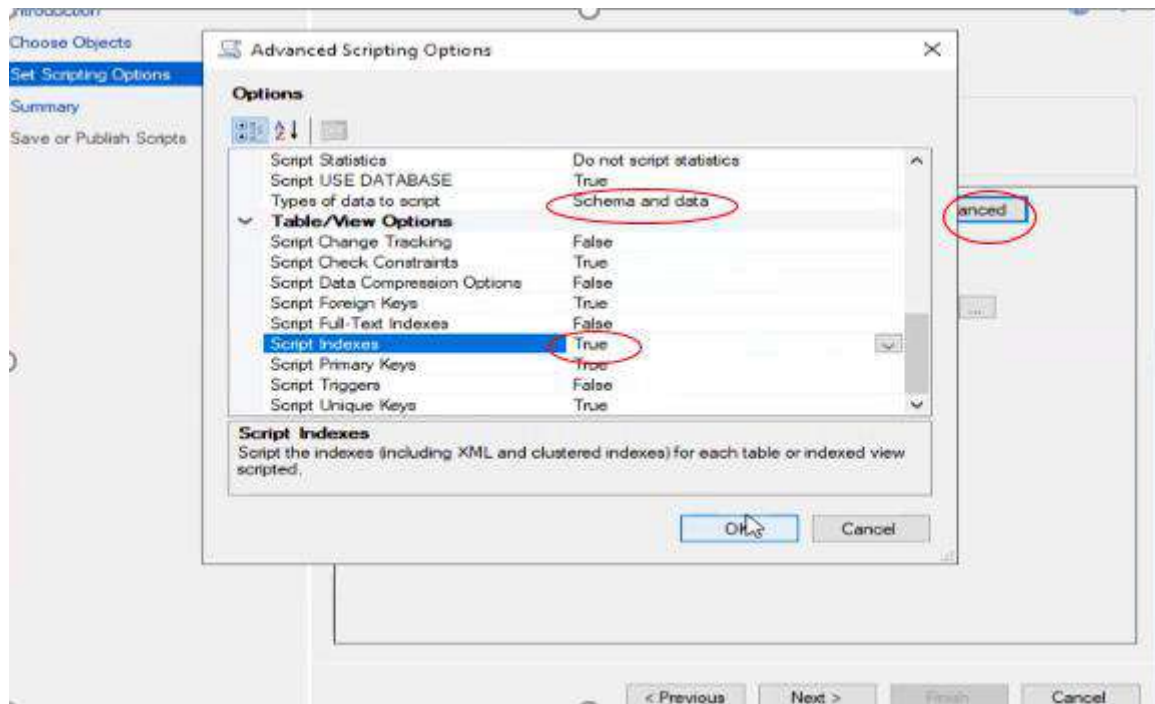 Introduction
Choose Objects
Set Scripting Options
Summary
Save or Publish Scripts
Advanced Scripting Options
Options
Script Statistics Do not script statistics
Script USE DATABASE True
Types of data to script Schema and data
Table/View Options
Script Change Tracking False
Script Check Constraints True
Script Data Compression Options False
Script Foreign Keys True
Script Full-Text Indexes False
Script Indexes True
Script Primary Keys True
Script Triggers False
Script Unique Keys True
Script Indexes
Script the indexes (including XML and clustered indexes) for each table or indexed view
scripted.
OK
Cancel
anced
...
< Previous
Next >
Finish
Cancel